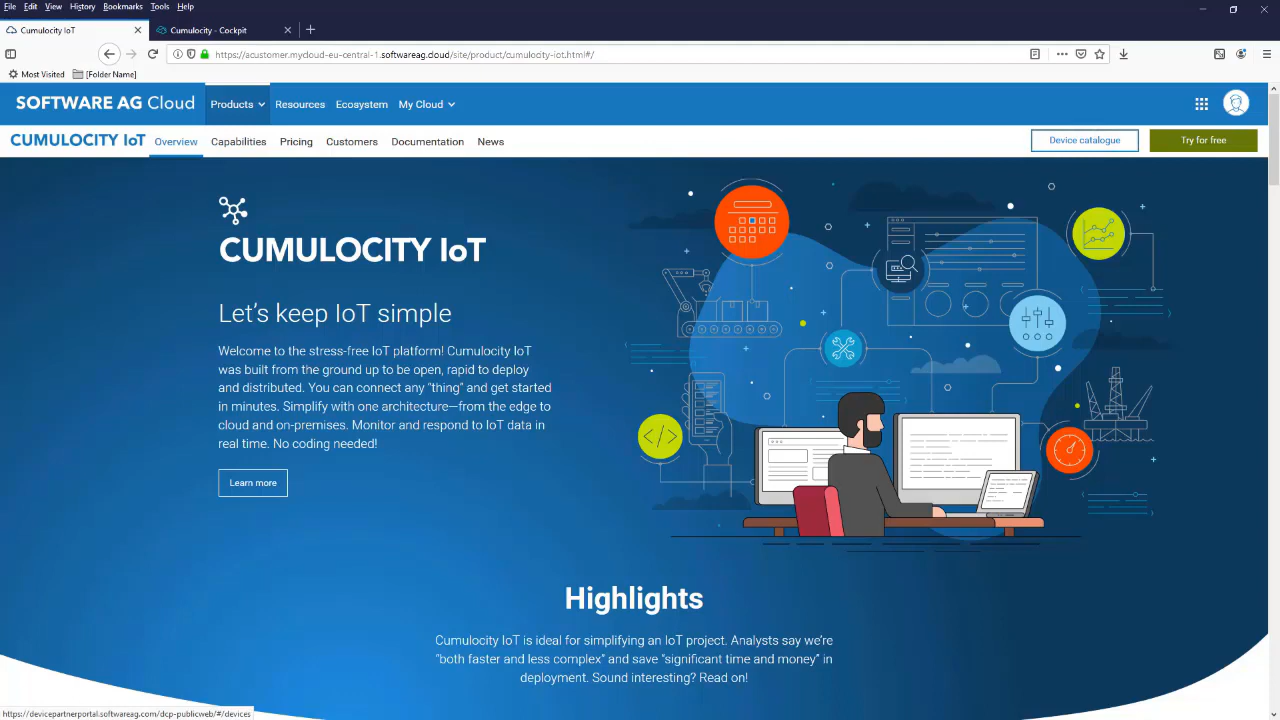 File Edit View History Bookmarks Tools Help
Cumulocity IoT
Cumulocity - Cockpit
https://acustomer.mycloud-eu-central-1.softwareag.cloud/site/product/cumulocity-iot.html#/
Most Visited [Folder Name]
SOFTWARE AG Cloud Products Resources Ecosystem My Cloud
CUMULOCITY IoT Overview Capabilities Pricing Customers Documentation News Device catalogue Try for free
CUMULOCITY IoT
Let's keep IoT simple
Welcome to the stress-free IoT platform! Cumulocity IoT
was built from the ground up to be open, rapid to deploy
and distributed. You can connect any "thing" and get started
in minutes. Simplify with one architecture—from the edge to
cloud and on-premises. Monitor and respond to IoT data in
real time. No coding needed!
Learn more
Highlights
Cumulocity IoT is ideal for simplifying an IoT project. Analysts say we're
"both faster and less complex" and save "significant time and money" in
deployment. Sound interesting? Read on!
https://devicepartnerportal.softwareag.com/dcp-publicweb/#/devices